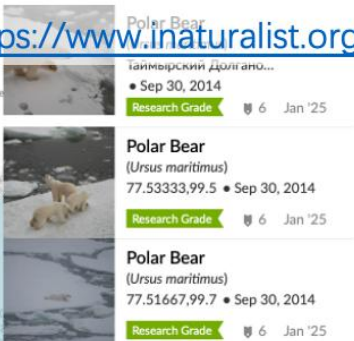 Polar Bear
ps://www.inaturalist.org
Таймырский Долгано...
• Sep 30, 2014
Research Grade 6 Jan '25
Polar Bear
(Ursus maritimus)
77.53333,99.5 • Sep 30, 2014
Research Grade 6 Jan '25
Polar Bear
(Ursus maritimus)
77.51667,99.7 • Sep 30, 2014
Research Grade 6 Jan '25